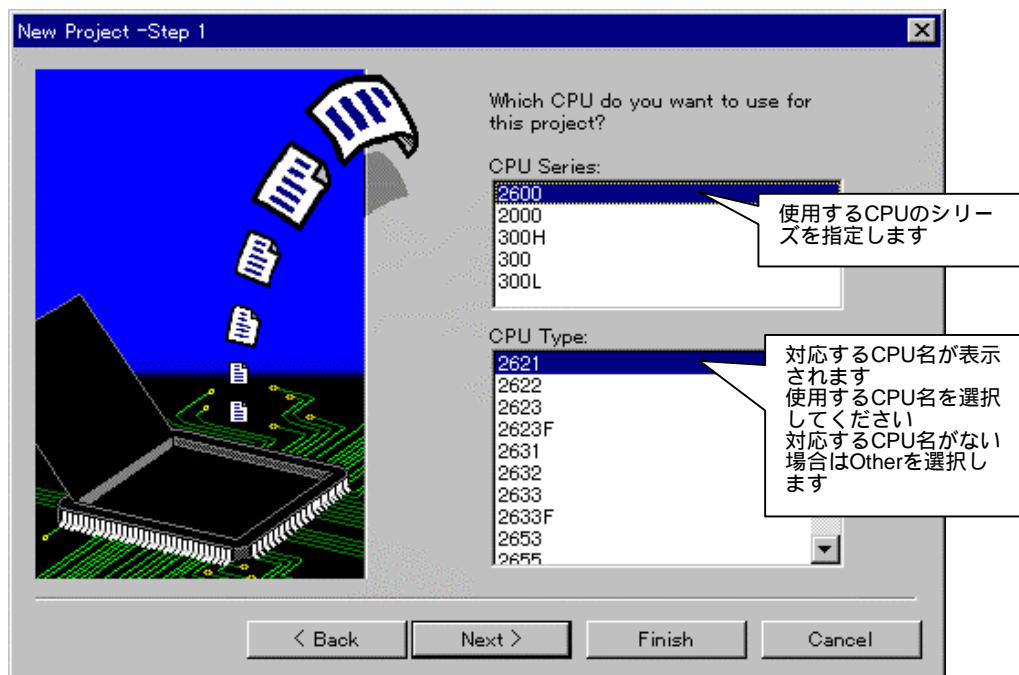 New Project -Step 1
Which CPU do you want to use for
this project?
CPU Series:
2600
2000
300H
300
300L
使用するCPUのシリー
ズを指定します
CPU Type:
2621
2622
2623
2623F
2631
2632
2633
2633F
2653
2655
対応するCPU名が表示
されます
使用するCPU名を選択
してください
対応するCPU名がない
場合はOtherを選択し
ます
< Back
Next >
Finish
Cancel